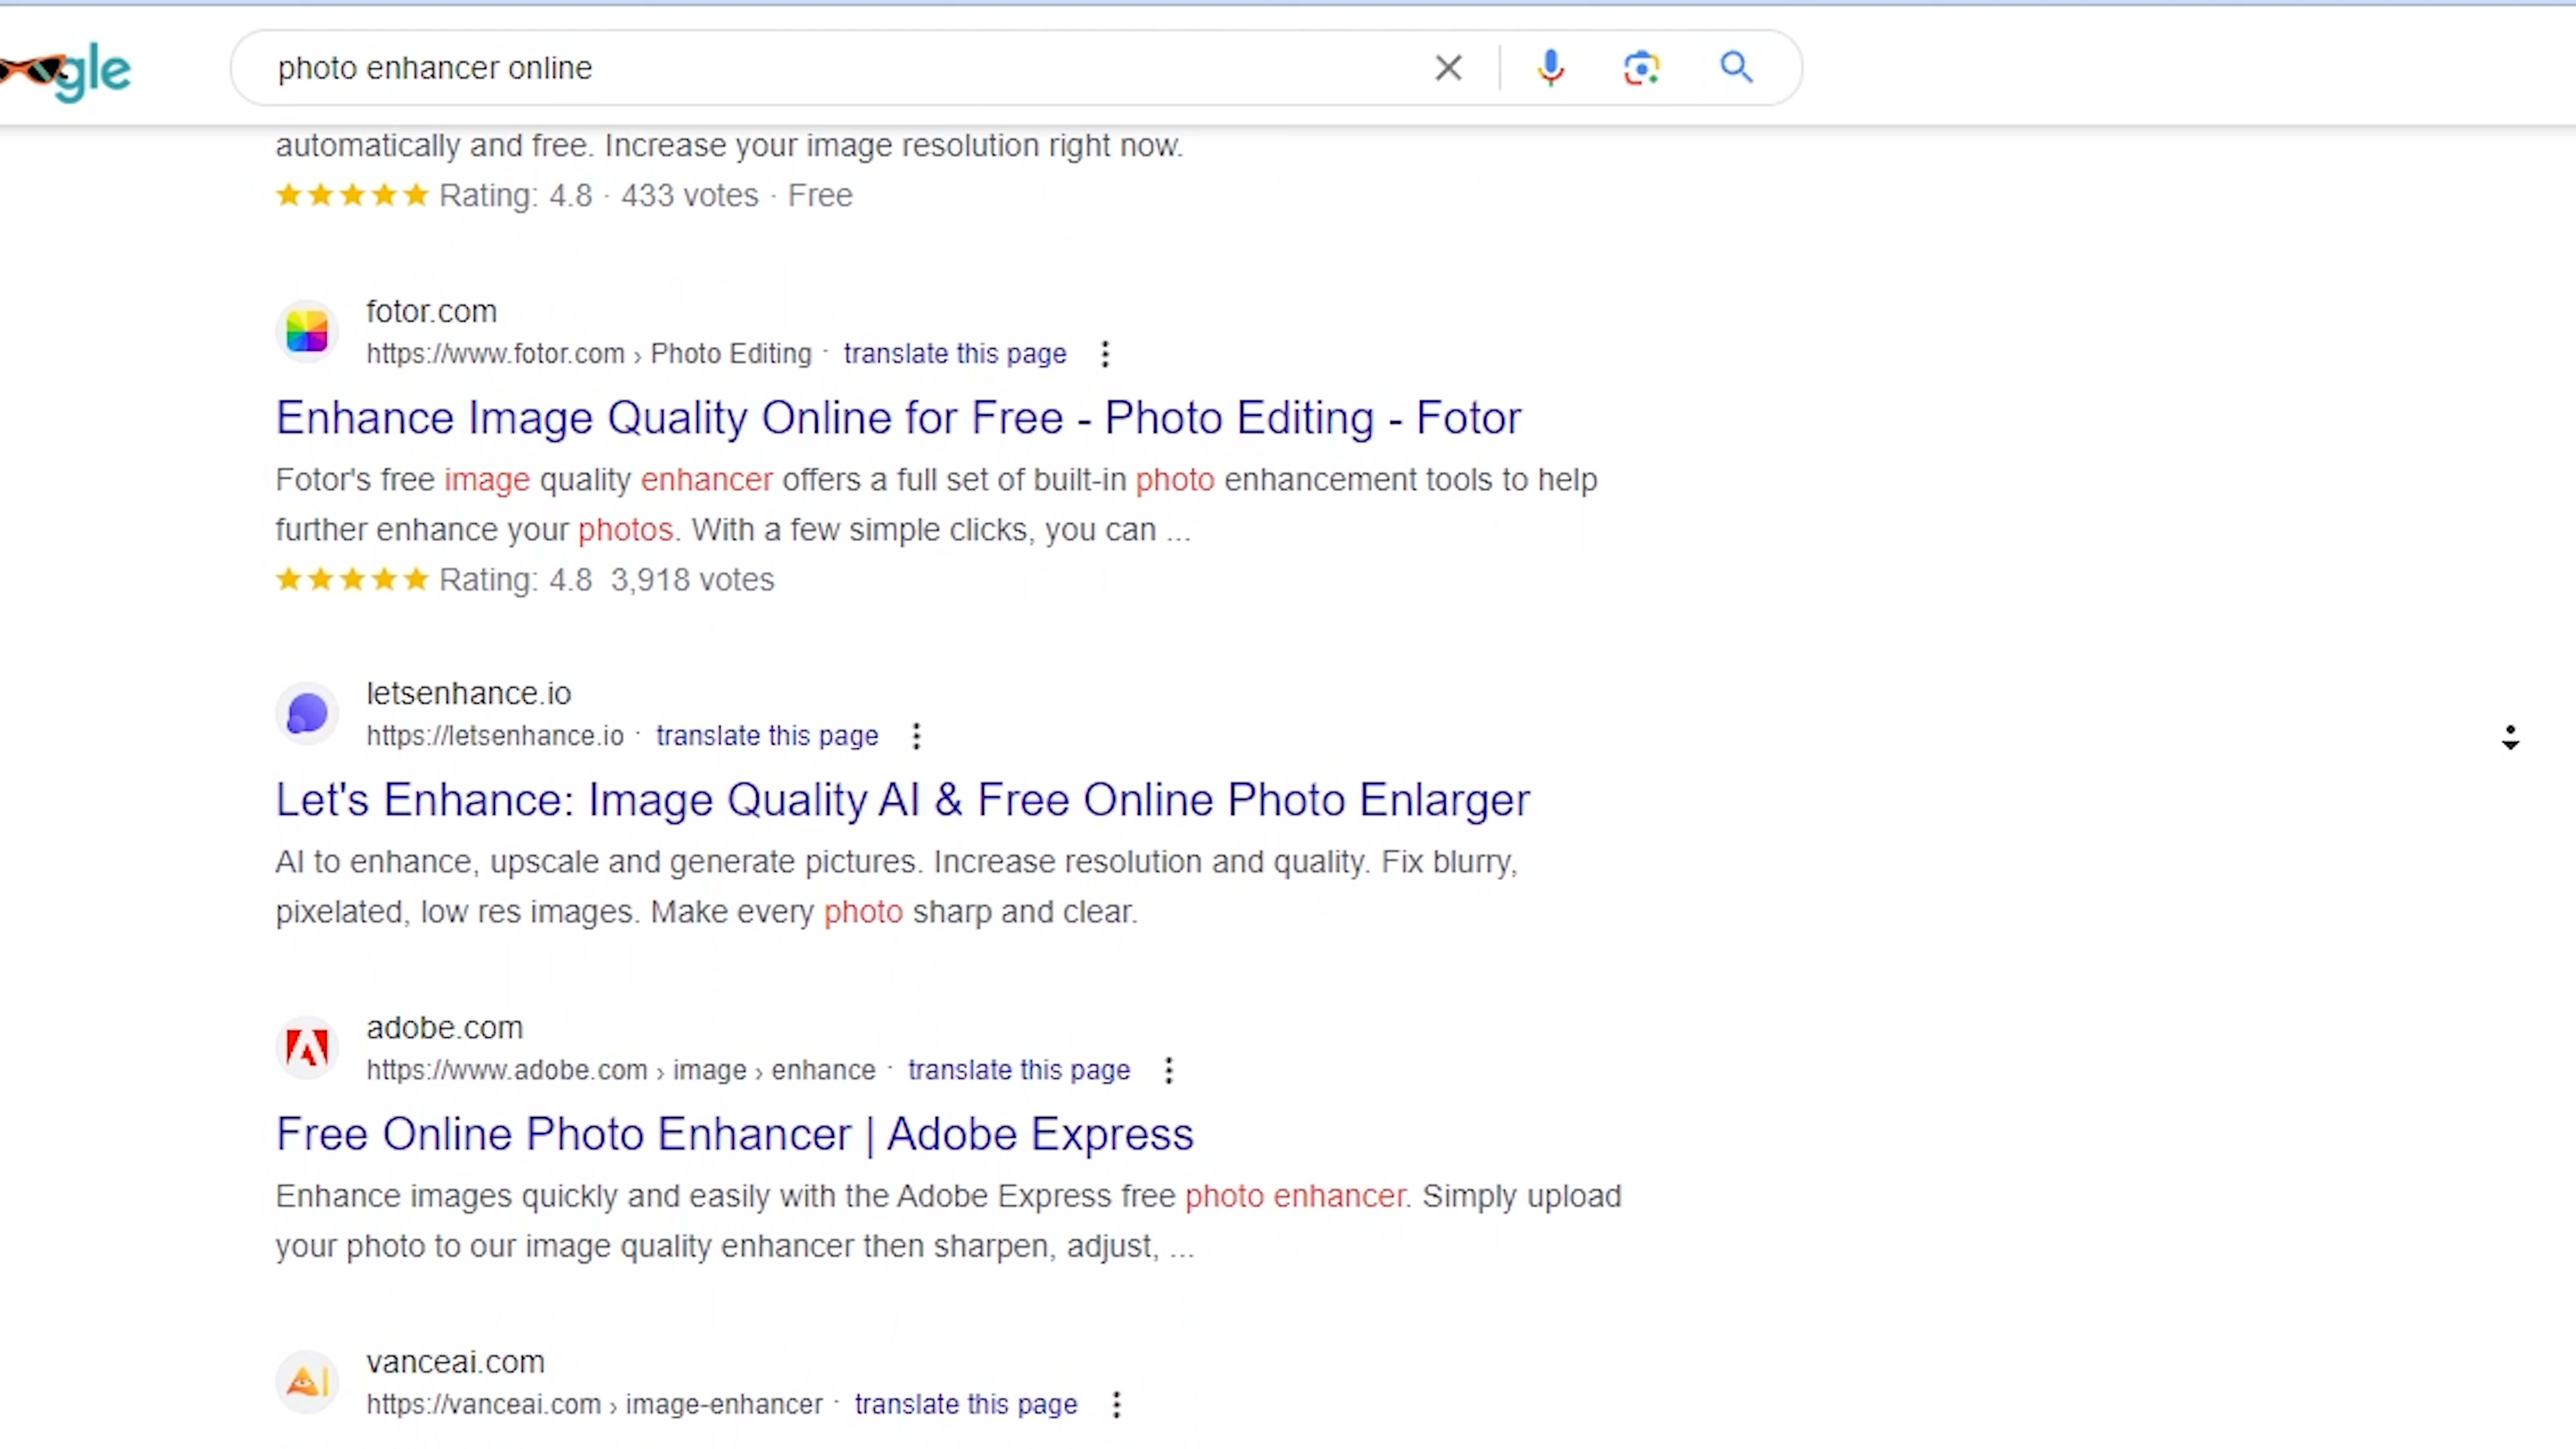 gle
photo enhancer online
automatically and free. Increase your image resolution right now.
Rating: 4.8 · 433 votes · Free
fotor.com
https://www.fotor.com › Photo Editing · translate this page
Enhance Image Quality Online for Free - Photo Editing - Fotor
Fotor's free image quality enhancer offers a full set of built-in photo enhancement tools to help
further enhance your photos. With a few simple clicks, you can ...
Rating: 4.8 3,918 votes
letsenhance.io
https://letsenhance.io · translate this page
Let's Enhance: Image Quality AI & Free Online Photo Enlarger
AI to enhance, upscale and generate pictures. Increase resolution and quality. Fix blurry,
pixelated, low res images. Make every photo sharp and clear.
adobe.com
https://www.adobe.com › image › enhance · translate this page
Free Online Photo Enhancer | Adobe Express
Enhance images quickly and easily with the Adobe Express free photo enhancer. Simply upload
your photo to our image quality enhancer then sharpen, adjust, ...
AI
vanceai.com
https://vanceai.com › image-enhancer · translate this page